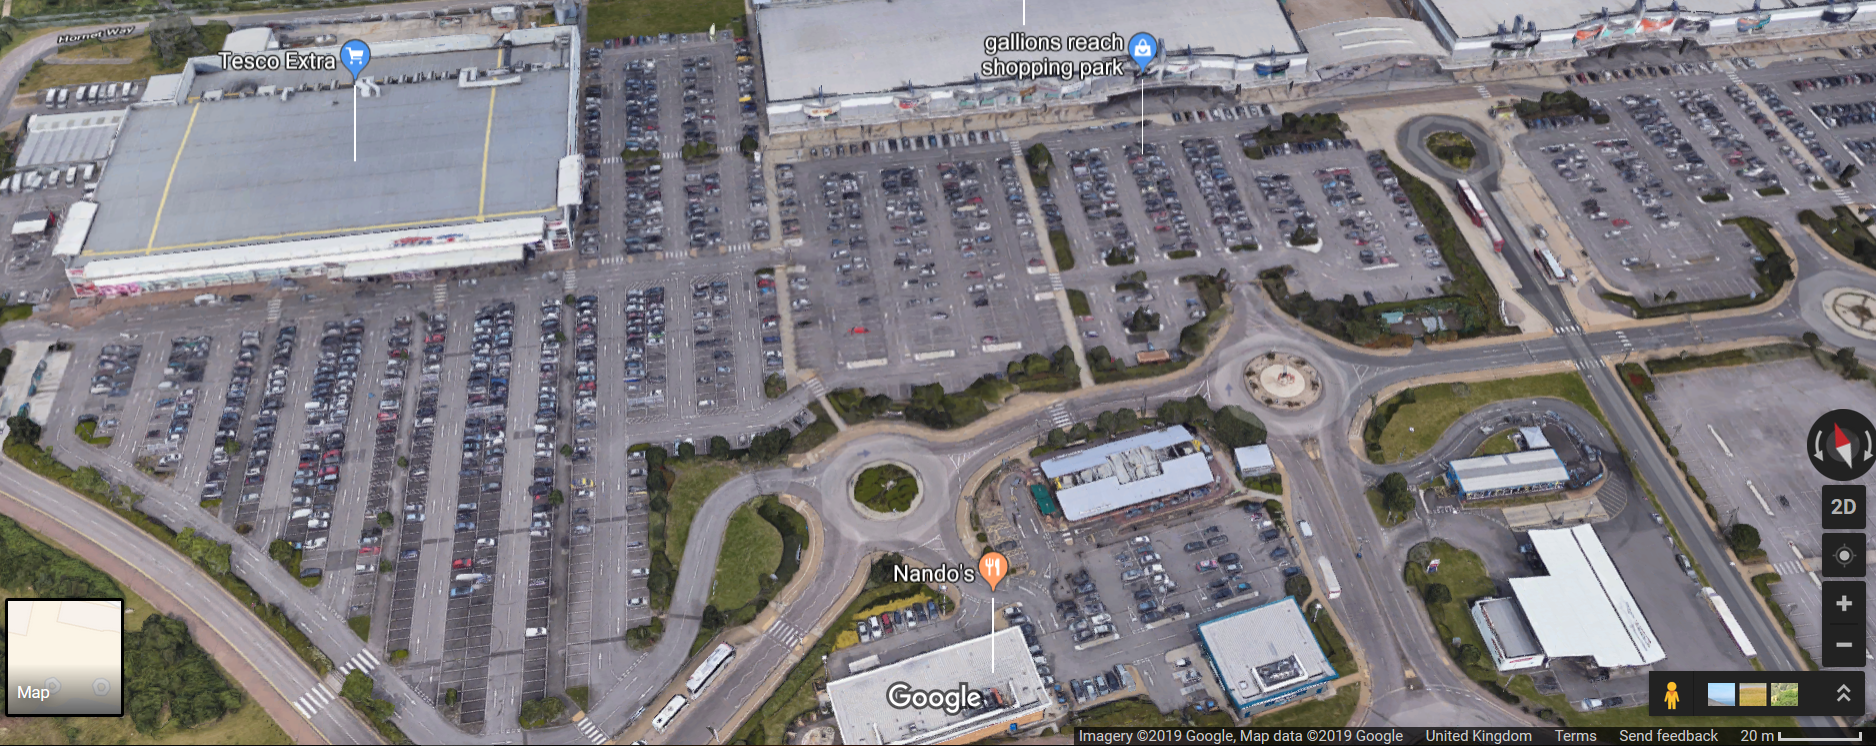 Hornet Way
Tesco Extra
gallions reach
shopping park
Nando's
Google
Map
2D
Imagery ©2019 Google, Map data ©2019 Google United Kingdom Terms Send feedback 20 m